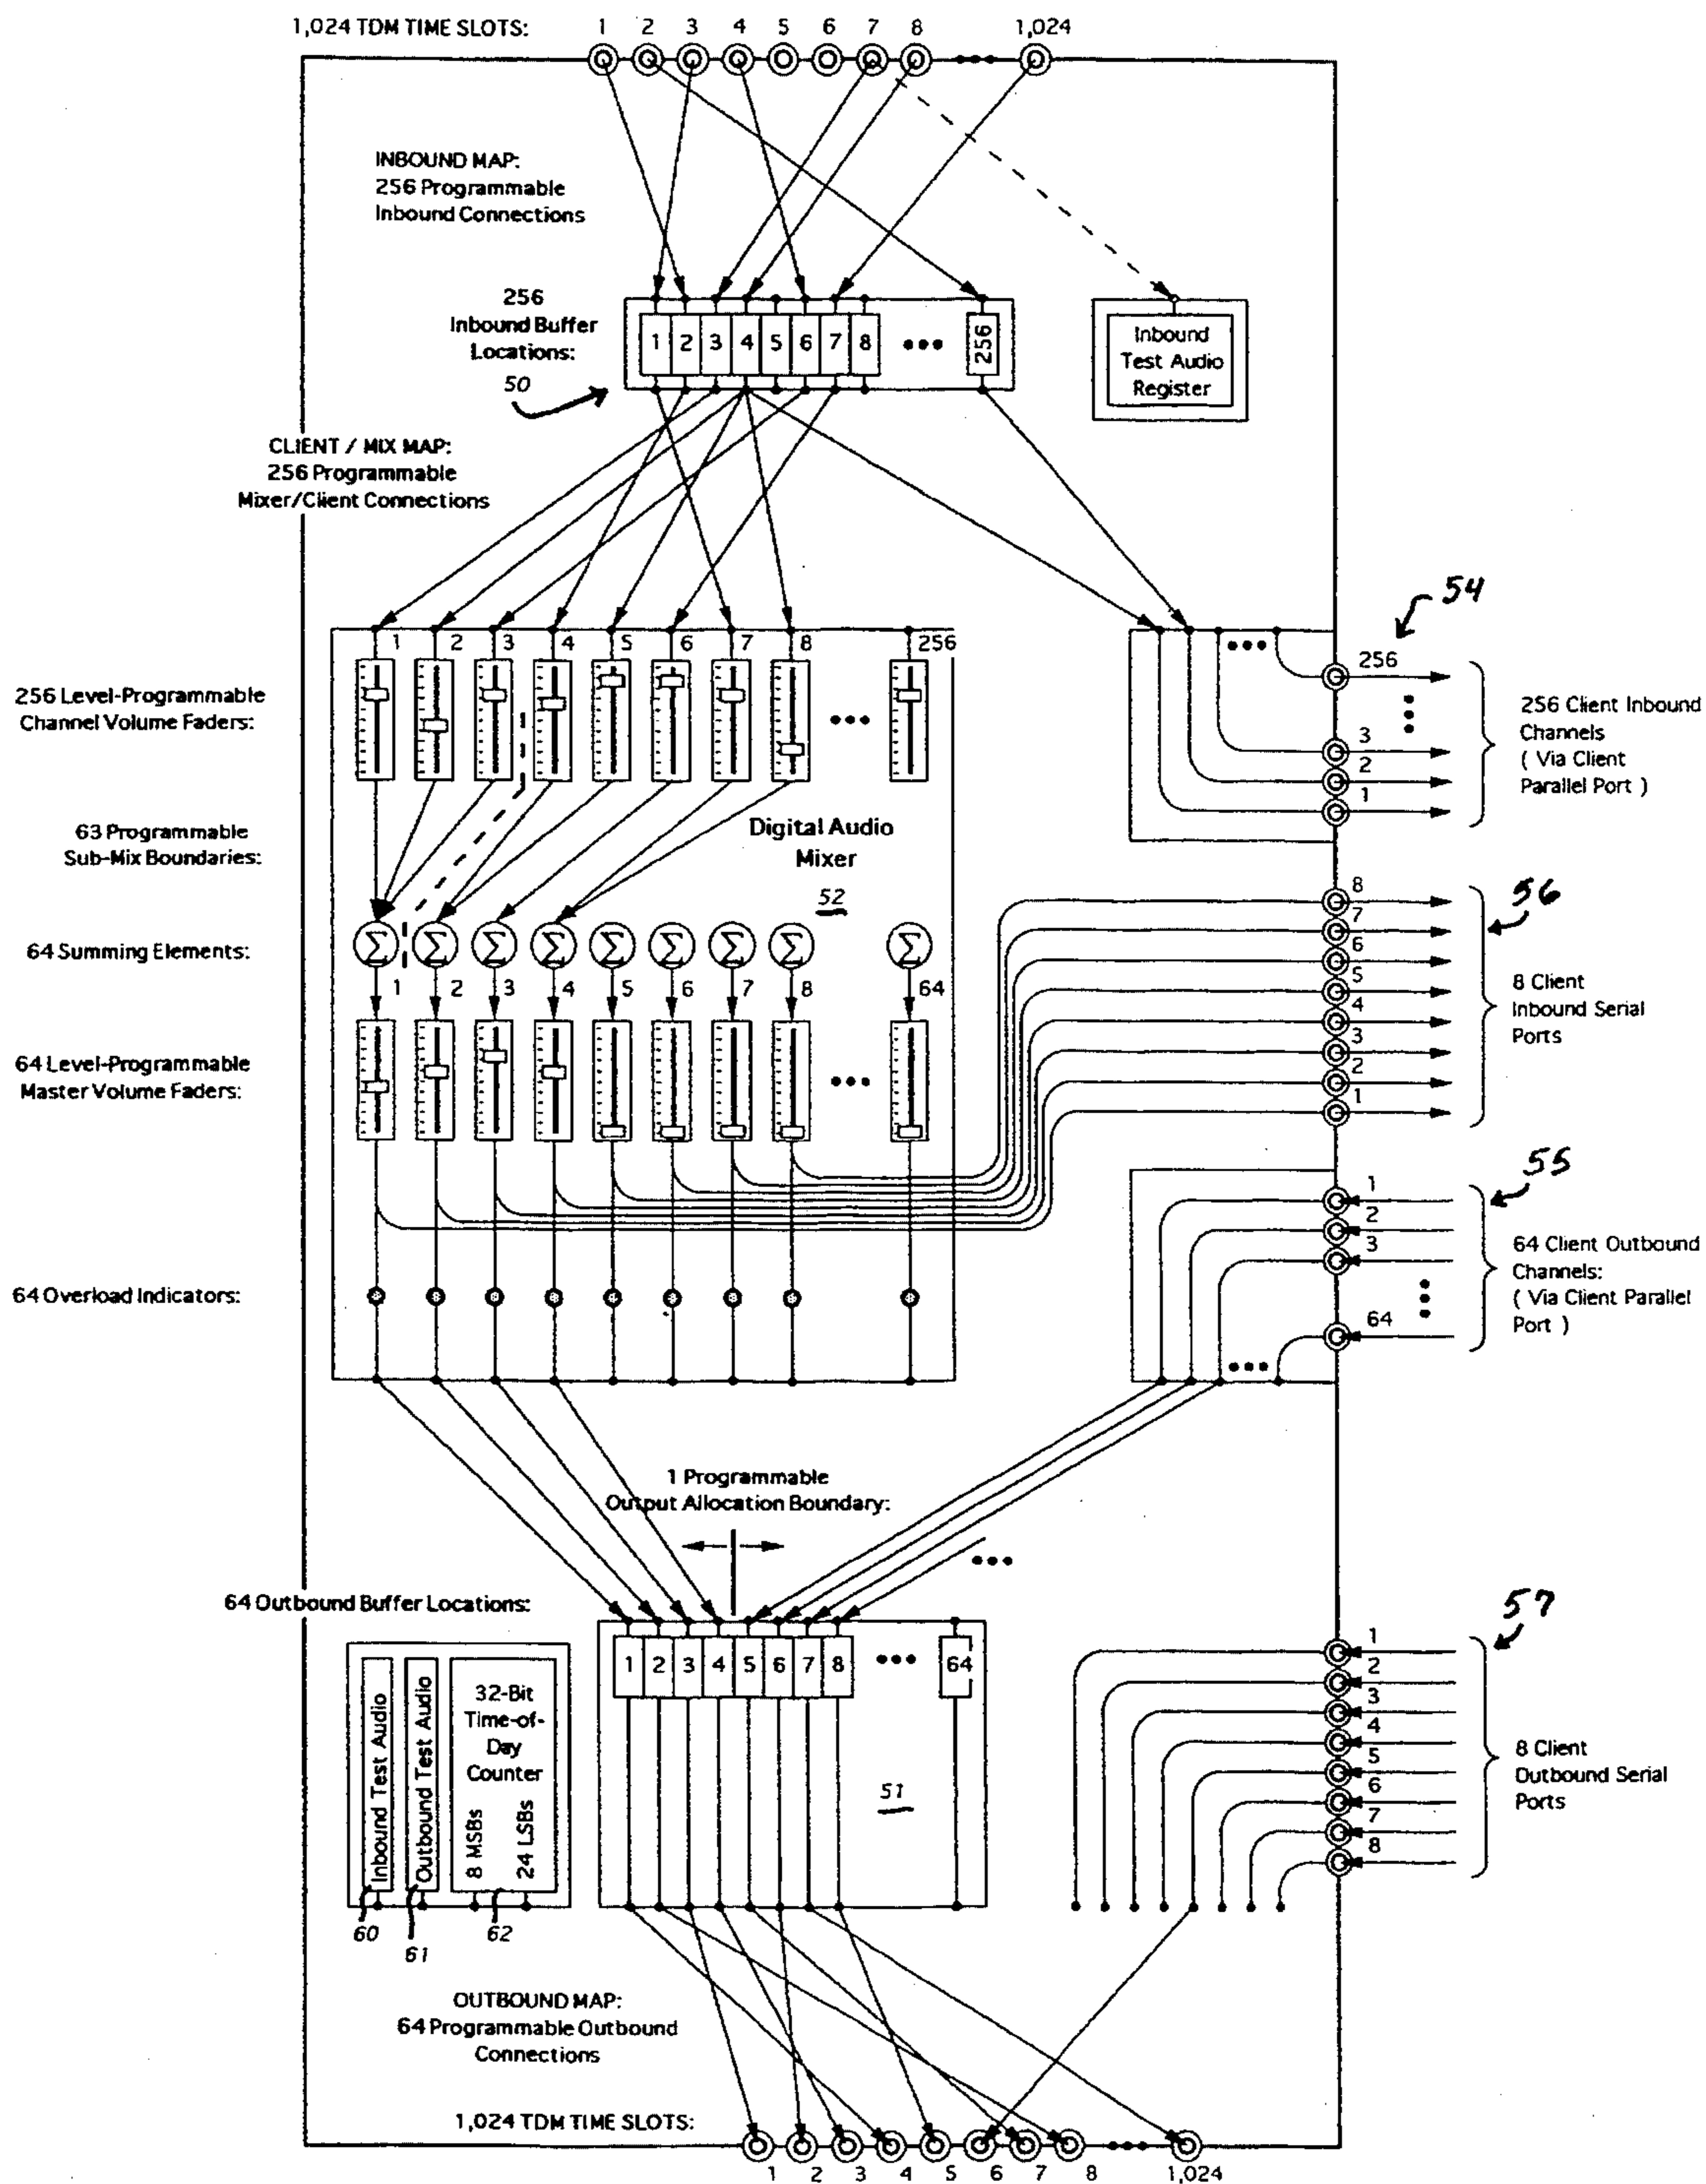 1,024 TDM TIME SLOTS:
1 2 3 4 5 6 7 8 1,024
INBOUND MAP:
256 Programmable
Inbound Connections
256
Inbound Buffer
Locations:
50
1 2 3 4 5 6 7 8 ••• 256
Inbound
Test Audio
Register
CLIENT / MIX MAP:
256 Programmable
Mixer/Client Connections
54
1 2 3 4 5 6 7 8 256
256 Level-Programmable
Channel Volume Faders:
256
3
2
1
256 Client Inbound
Channels
( Via Client
Parallel Port )
63 Programmable
Sub-Mix Boundaries:
Digital Audio
Mixer
52
64 Summing Elements:
Σ Σ Σ Σ Σ Σ Σ Σ Σ
1 2 3 4 5 6 7 8 64
56
8
7
6
5
4
3
2
1
8 Client
Inbound Serial
Ports
64 Level-Programmable
Master Volume Faders:
55
1
2
3
64
64 Client Outbound
Channels:
( Via Client Parallel
Port )
64 Overload Indicators:
1 Programmable
Output Allocation Boundary:
64 Outbound Buffer Locations:
1 2 3 4 5 6 7 8 ••• 64
51
Inbound Test Audio
Outbound Test Audio
32-Bit
Time-of-
Day
Counter
8 MSBs
24 LSBs
60
61
62
57
1
2
3
4
5
6
7
8
8 Client
Outbound Serial
Ports
OUTBOUND MAP:
64 Programmable Outbound
Connections
1,024 TDM TIME SLOTS:
1 2 3 4 5 6 7 8 1,024